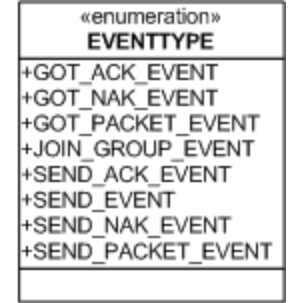 «enumeration»
EVENTTYPE
+GOT_ACK_EVENT
+GOT_NAK_EVENT
+GOT_PACKET_EVENT
+JOIN_GROUP_EVENT
+SEND_ACK_EVENT
+SEND_EVENT
+SEND_NAK_EVENT
+SEND_PACKET_EVENT